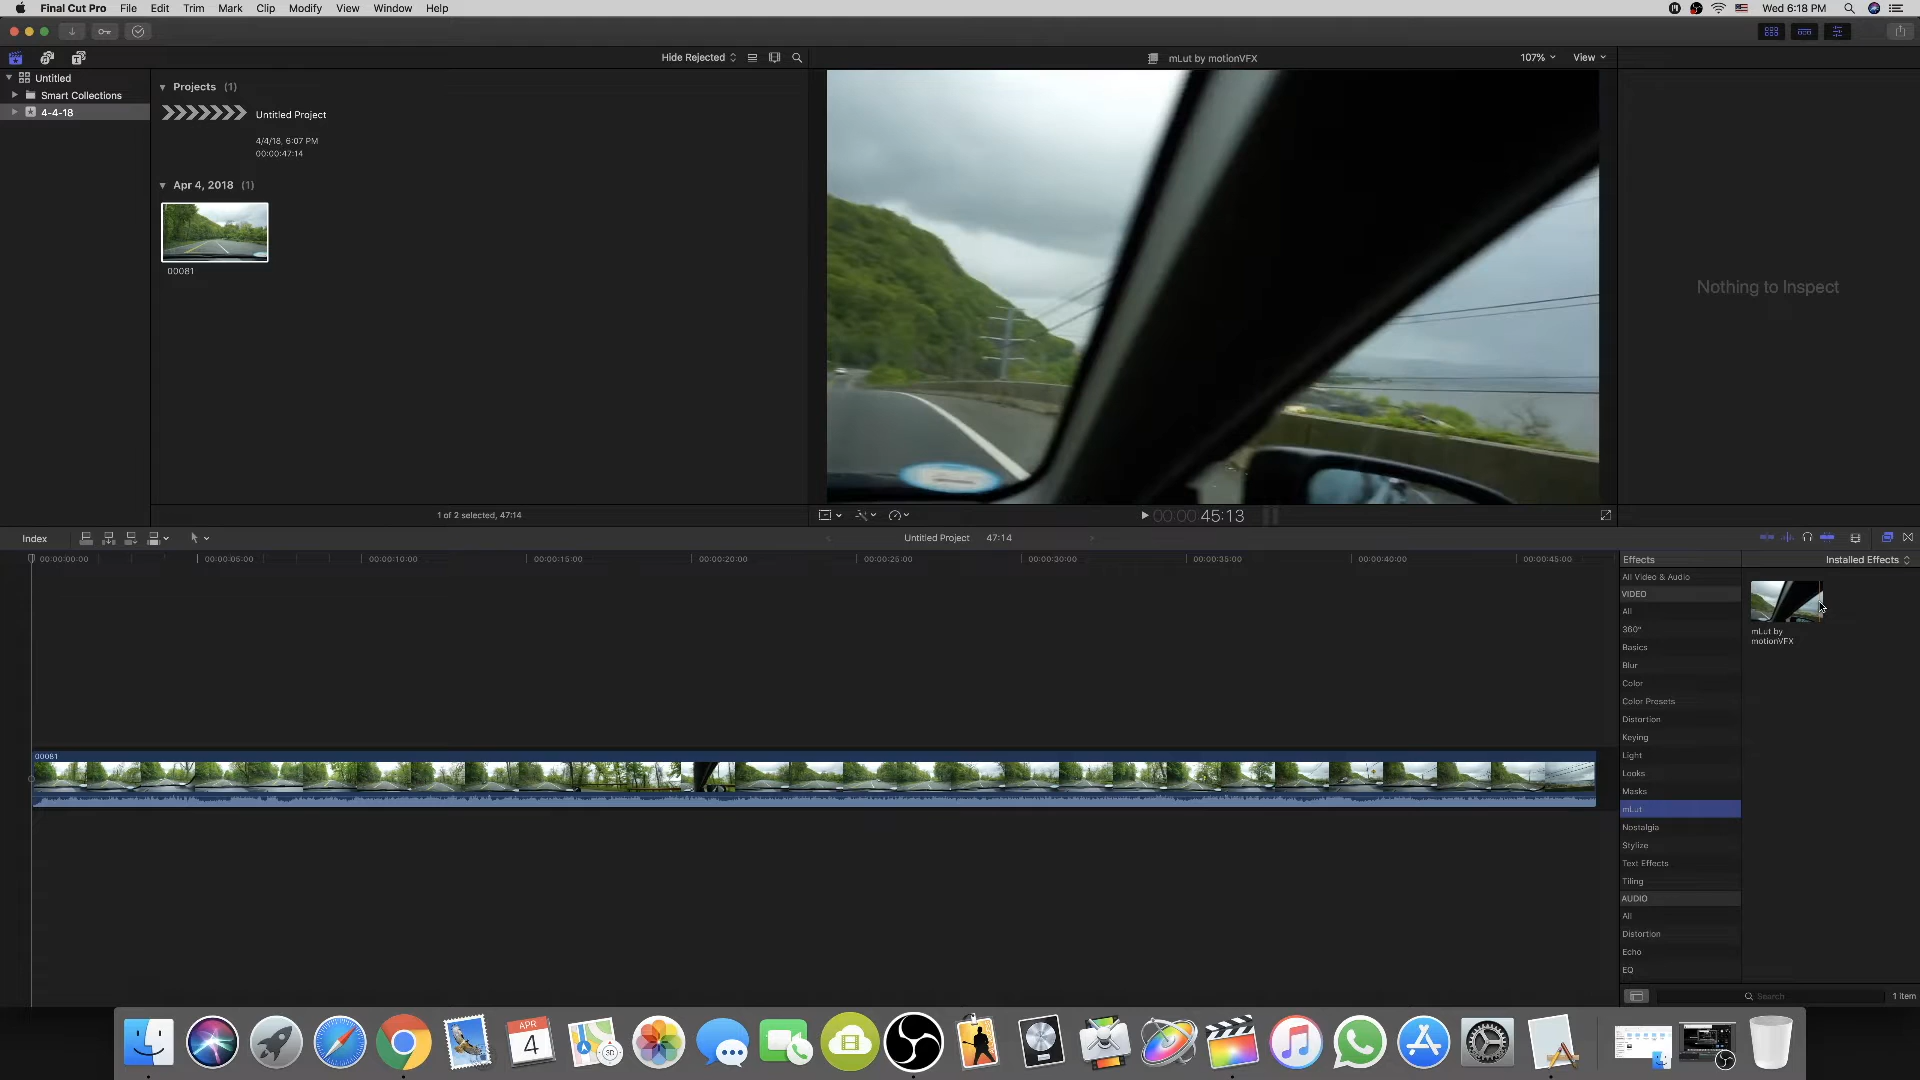 Final Cut Pro File Edit Trim Mark Clip Modify View Window Help
Wed 6:18 PM
Hide Rejected
mLut by motionVFX
107%
View
Untitled
Smart Collections
4-4-18
Projects (1)
Untitled Project
4/4/18, 6:07 PM
00:00:47:14
Apr 4, 2018 (1)
00081
Nothing to Inspect
1 of 2 selected, 47:14
00:00:45:13
Index
Untitled Project 47:14
00:00:00:00 00:00:05:00 00:00:10:00 00:00:15:00 00:00:20:00 00:00:25:00 00:00:30:00 00:00:35:00 00:00:40:00 00:00:45:00
00081
Effects
Installed Effects
All Video & Audio
VIDEO
All
360°
Basics
Blur
Color
Color Presets
Distortion
Keying
Light
Looks
Masks
mLut
Nostalgia
Stylize
Text Effects
Tiling
AUDIO
All
Distortion
Echo
EQ
mLut by
motionVFX
Search
1 item
APR
4
3D